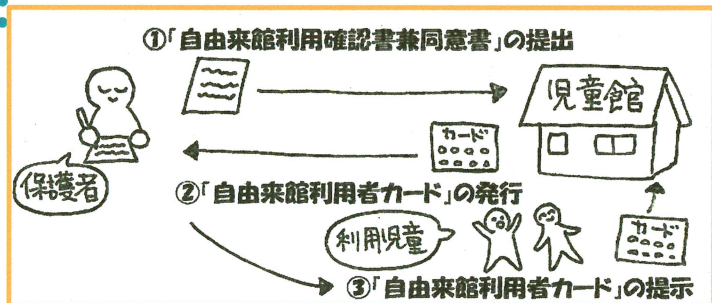 ①「自由来館利用確認書兼同意書」の提出
児童館
カード
保護者
②「自由来館利用者カード」の発行
利用児童
カード
③「自由来館利用者カード」の提示